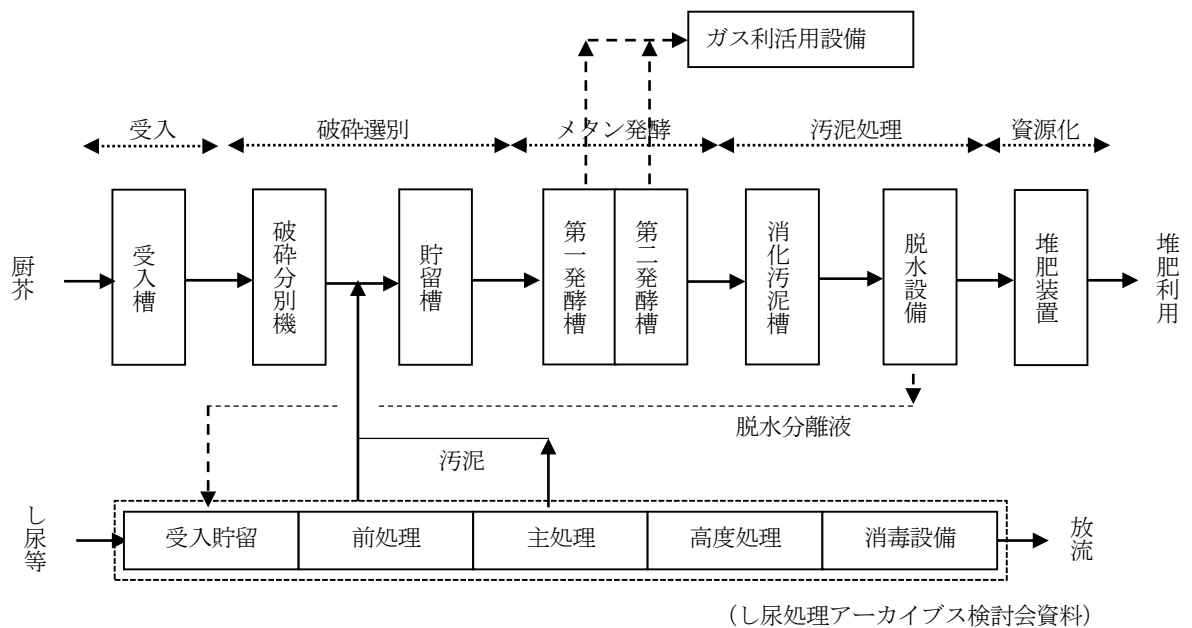 ガス利活用設備
受入
破砕選別
メタン発酵
汚泥処理
資源化
厨芥
受入槽
破砕分別機
貯留槽
第一発酵槽
第二発酵槽
消化汚泥槽
脱水設備
堆肥装置
堆肥利用
脱水分離液
汚泥
し尿等
受入貯留
前処理
主処理
高度処理
消毒設備
放流
（し尿処理アーカイブス検討会資料）